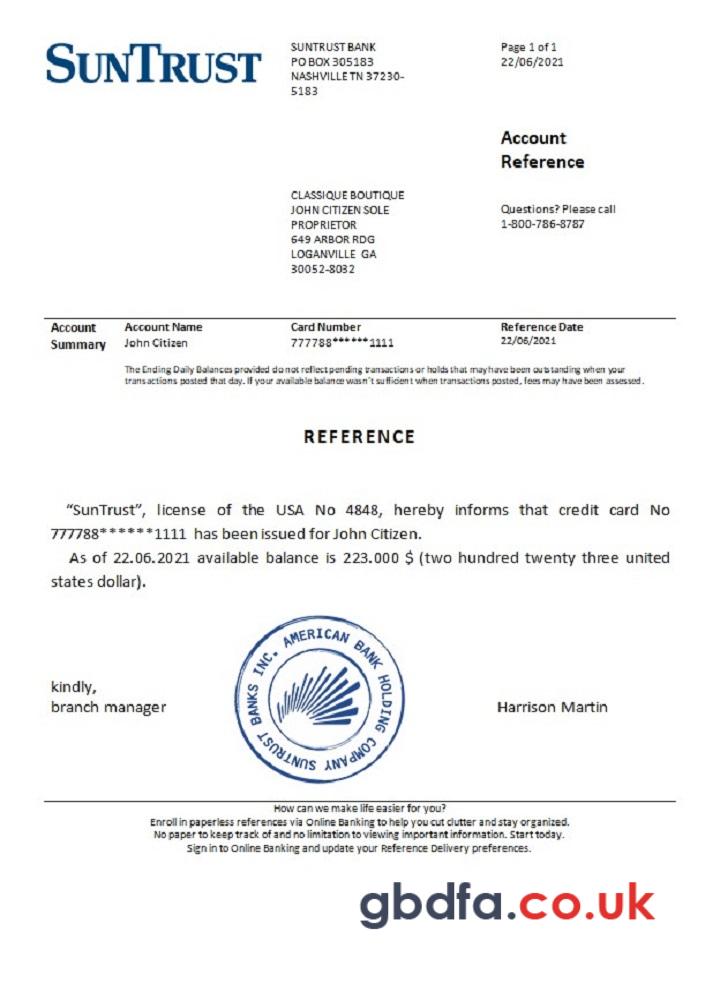 SUNTRUST
SUNTRUST BANK
PO BOX 305183
NASHVILLE TN 37230-
5183
Page 1 of 1
22/06/2021
Account
Reference
CLASSIQUE BOUTIQUE
JOHN CITIZEN SOLE
PROPRIETOR
649 ARBOR RDG
LOGANVILLE GA
30052-8032
Questions? Please call
1-800-786-8787
Account
Summary
Account Name
John Citizen
Card Number
777788******1111
Reference Date
22/06/2021
The Ending Daily Balances provided do not reflect pending transactions or holds that may have been outstanding when your
transactions posted that day. If your available balance wasn't sufficient when transactions posted, fees may have been assessed.
REFERENCE
“SunTrust”, license of the USA No 4848, hereby informs that credit card No
777788******1111 has been issued for John Citizen.
As of 22.06.2021 available balance is 223.000 $ (two hundred twenty three united
states dollar).
kindly,
branch manager
SUNTRUST BANKS INC. AMERICAN BANK HOLDING COMPANY
Harrison Martin
How can we make life easier for you?
Enroll in paperless references via Online Banking to help you cut clutter and stay organized.
No paper to keep track of and no limitation to viewing important information. Start today.
Sign in to Online Banking and update your Reference Delivery preferences.
gbdfa.co.uk